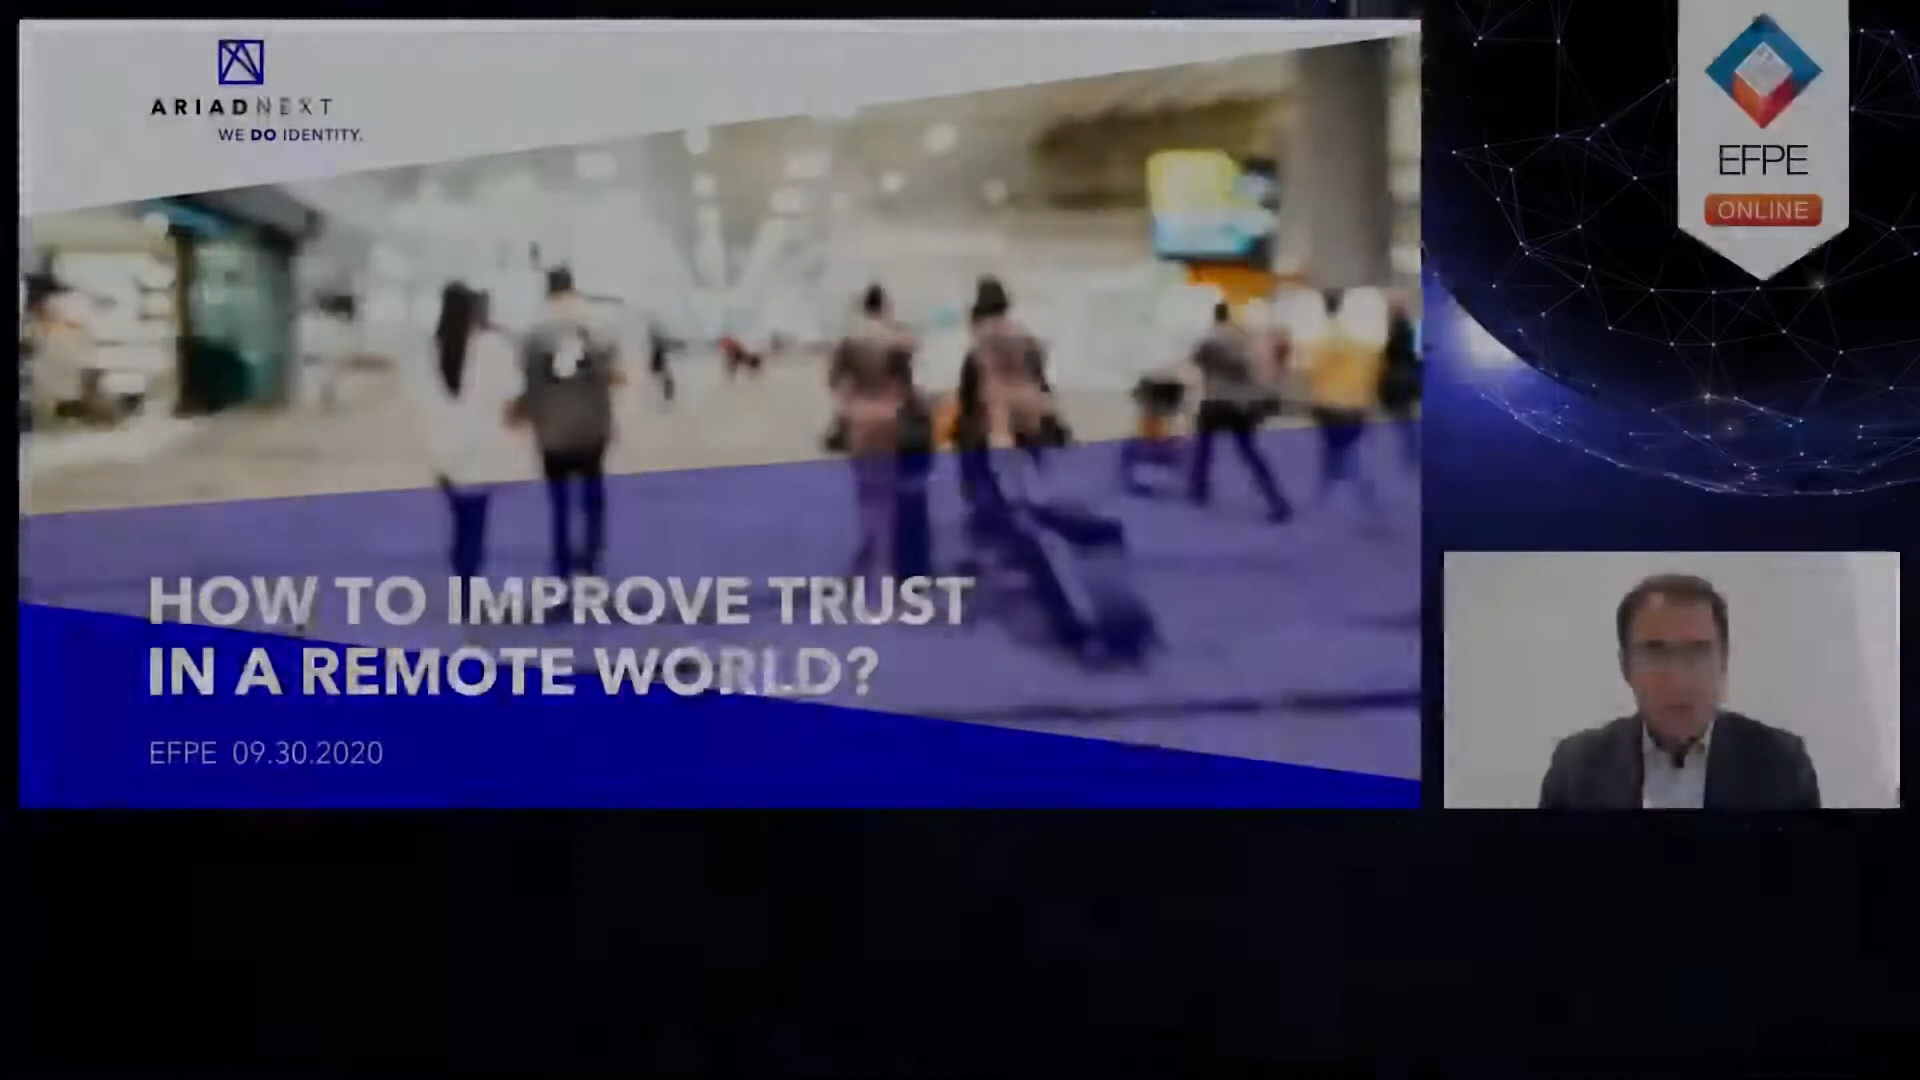 ARIADNEXT
WE DO IDENTITY.
HOW TO IMPROVE TRUST
IN A REMOTE WORLD?
EFPE 09.30.2020
EFPE
ONLINE